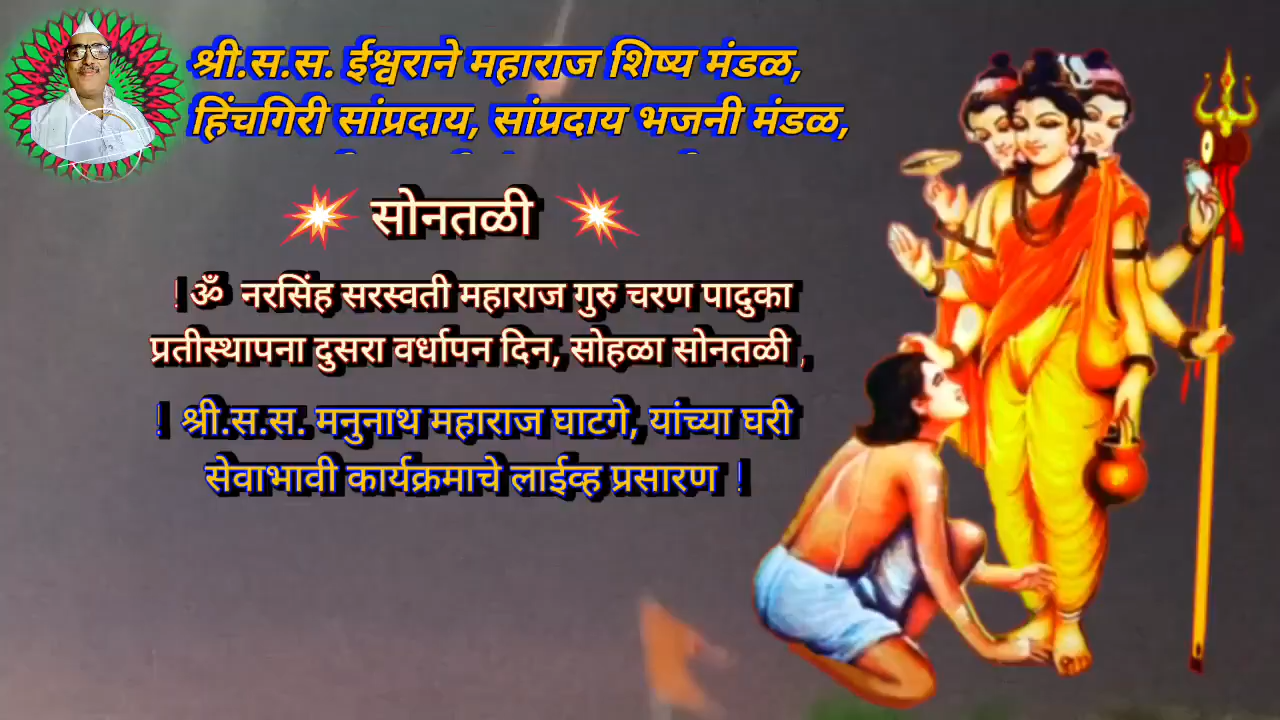 श्री.स.स. ईश्वराने महाराज शिष्य मंडळ,
हिंचगिरी सांप्रदाय, सांप्रदाय भजनी मंडळ,
सोनतळी
! ॐ नरसिंह सरस्वती महाराज गुरु चरण पादुका
प्रतीस्थापना दुसरा वर्धापन दिन, सोहळा सोनतळी ,
! श्री.स.स. मनुनाथ महाराज घाटगे, यांच्या घरी
सेवाभावी कार्यक्रमाचे लाईव्ह प्रसारण !